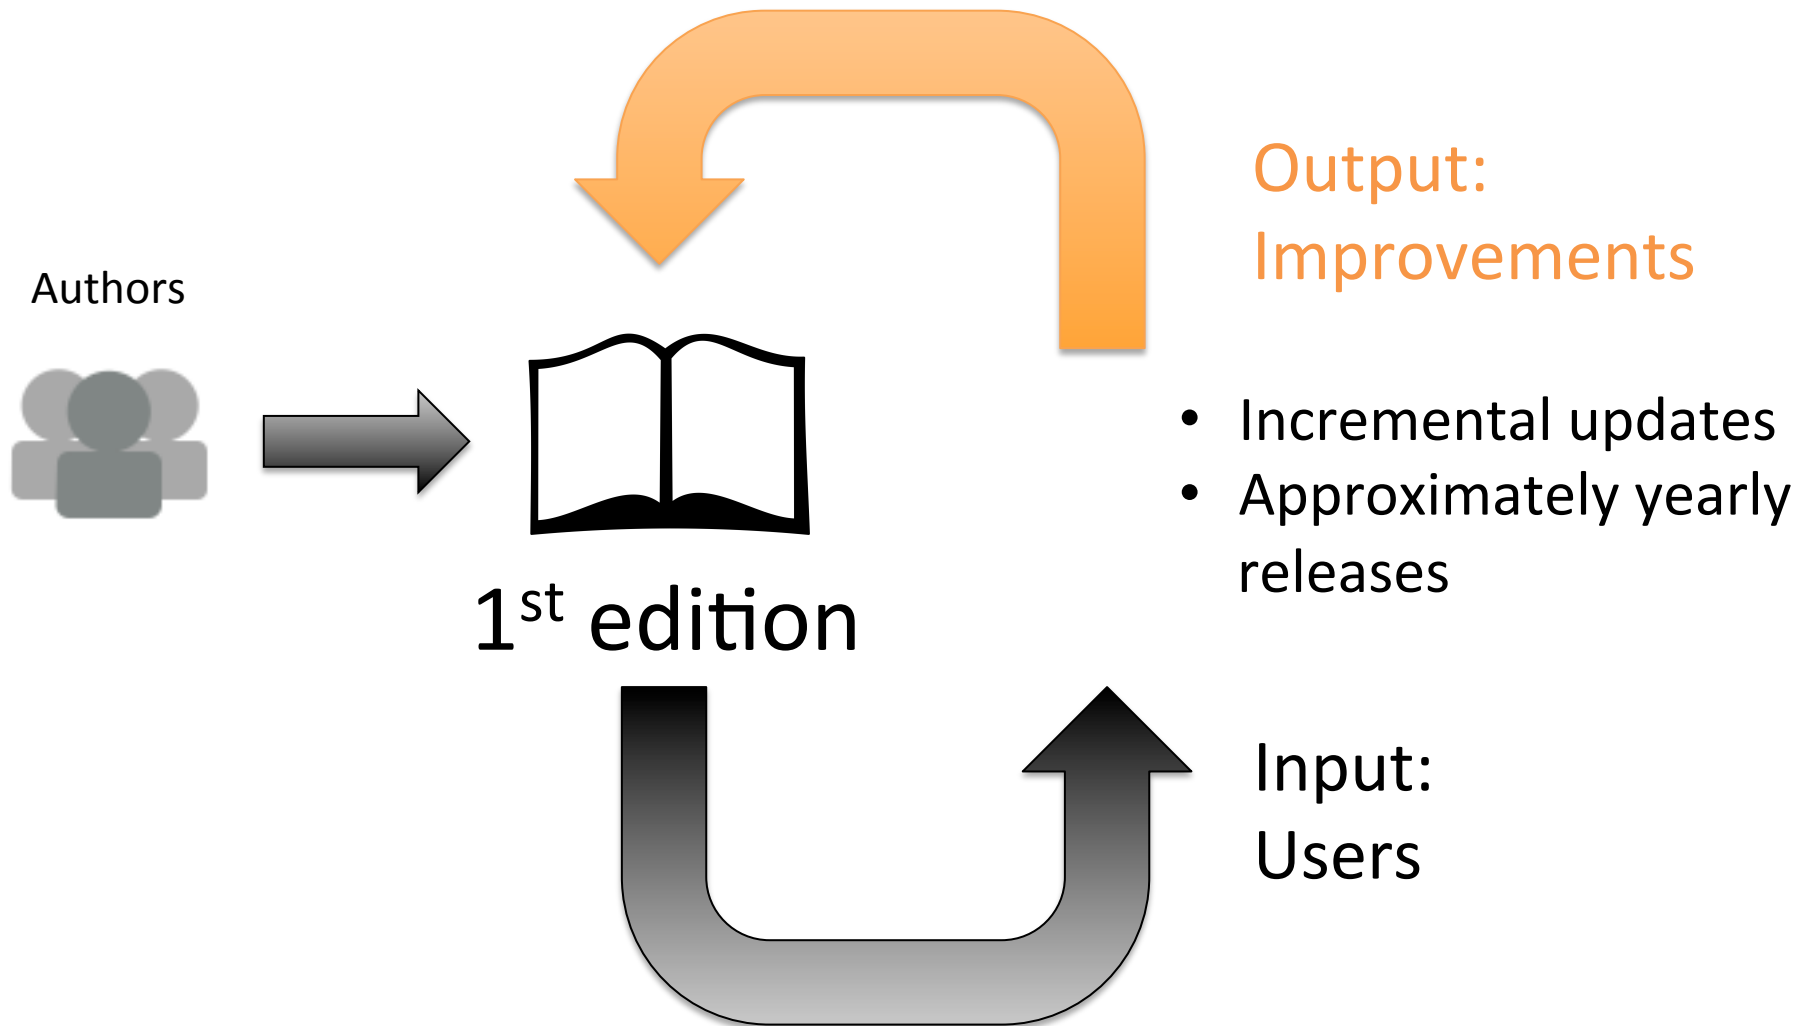 Authors
1st edition
Output:
Improvements
• Incremental updates
• Approximately yearly
releases
Input:
Users